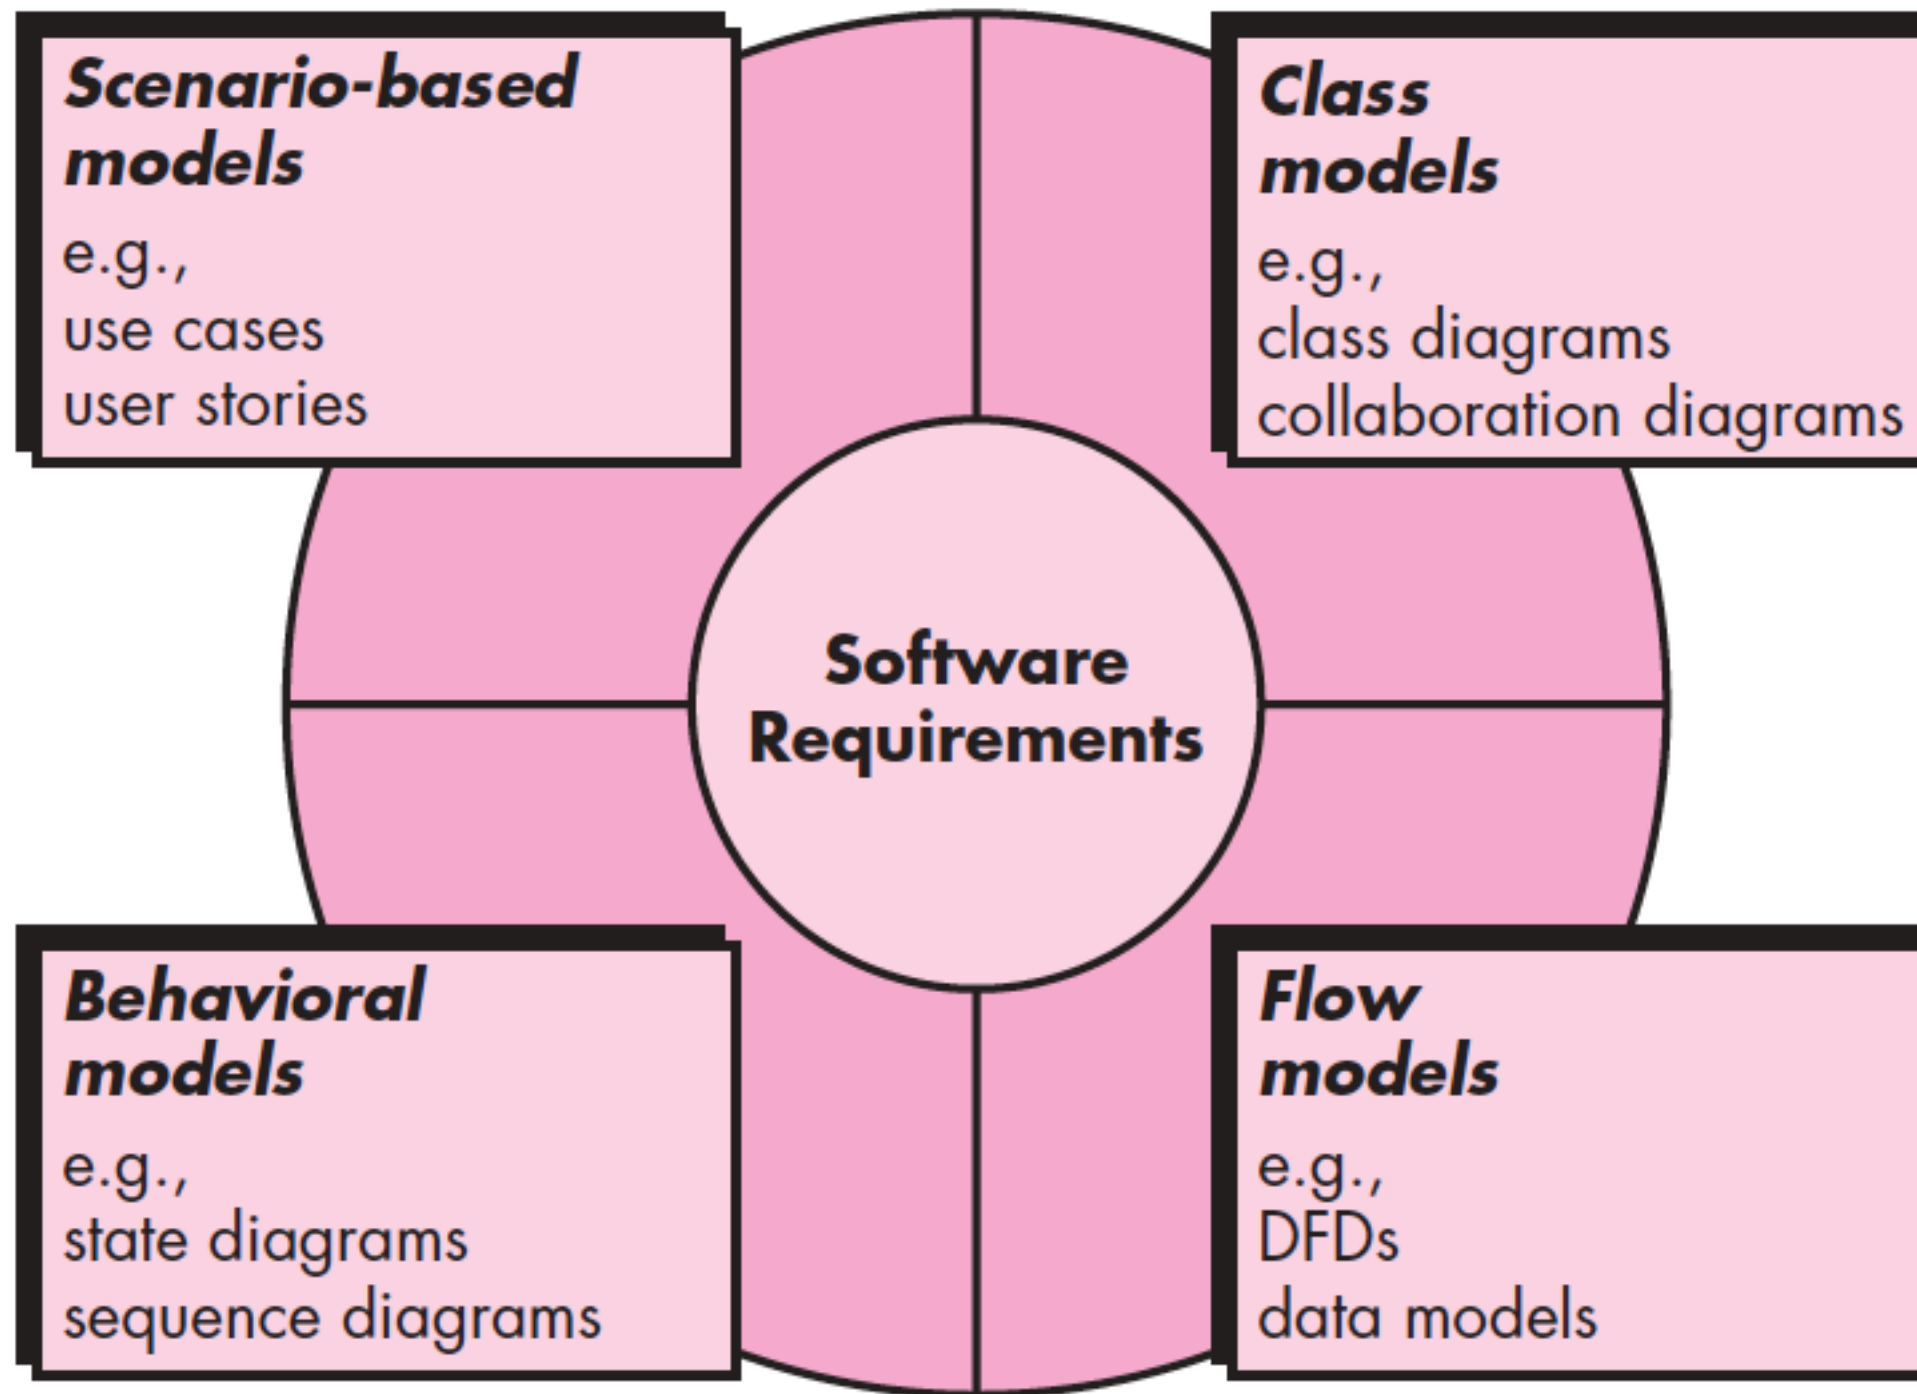 Scenario-based
models
e.g.,
use cases
user stories
Class
models
e.g.,
class diagrams
collaboration diagrams
Software
Requirements
Behavioral
models
e.g.,
state diagrams
sequence diagrams
Flow
models
e.g.,
DFDs
data models